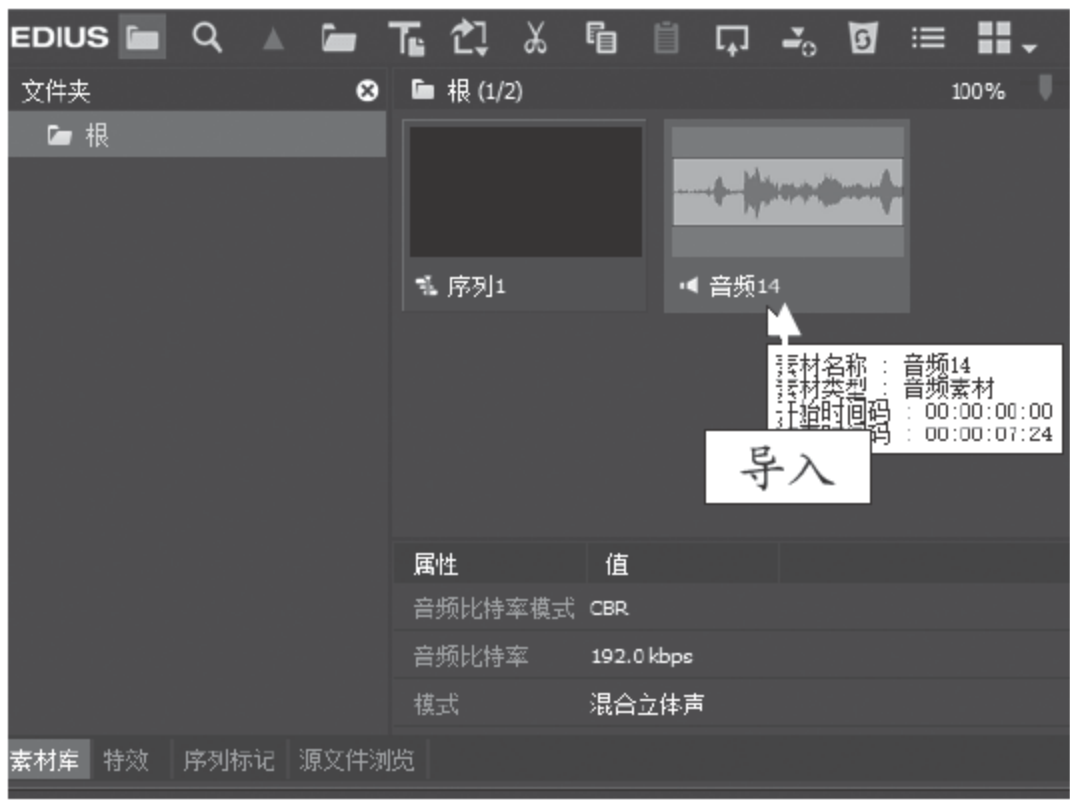 EDIUS
文件夹
根 (1/2)
100%
根
序列1
音频14
素材名称 : 音频14
素材类型 : 音频素材
开始时间码 : 00:00:00:00
码 : 00:00:07:24
导入
属性 值
音频比特率模式 CBR
音频比特率 192.0 kbps
模式 混合立体声
素材库 特效 序列标记 源文件浏览